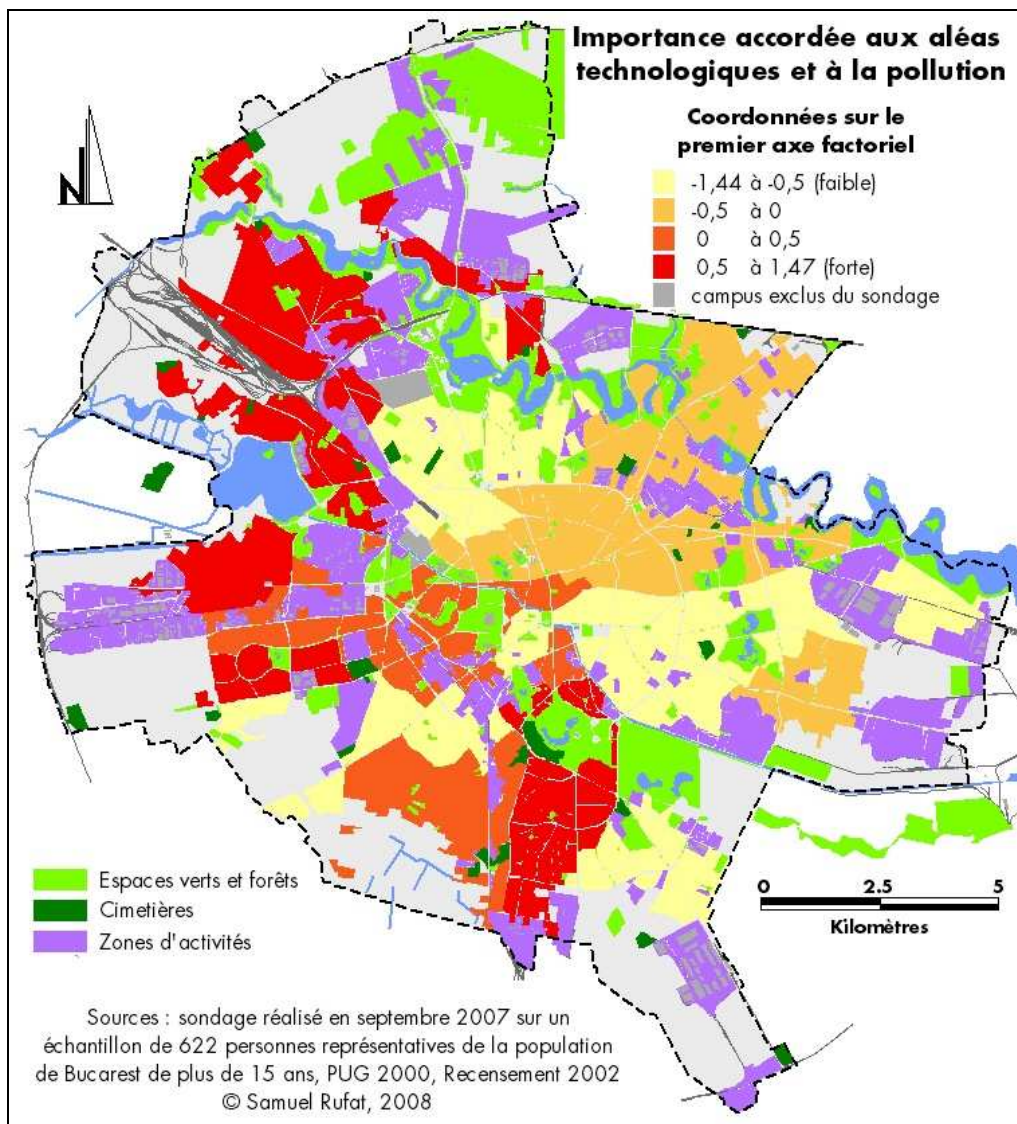 Importance accordée aux aléas
technologiques et à la pollution
Coordonnées sur le
premier axe factoriel
-1,44 à -0,5 (faible)
-0,5 à 0
0 à 0,5
0,5 à 1,47 (forte)
campus exclus du sondage
N
Espaces verts et forêts
Cimetières
Zones d'activités
0 2.5 5
Kilomètres
Sources : sondage réalisé en septembre 2007 sur un
échantillon de 622 personnes représentatives de la population
de Bucarest de plus de 15 ans, PUG 2000, Recensement 2002
© Samuel Rufat, 2008